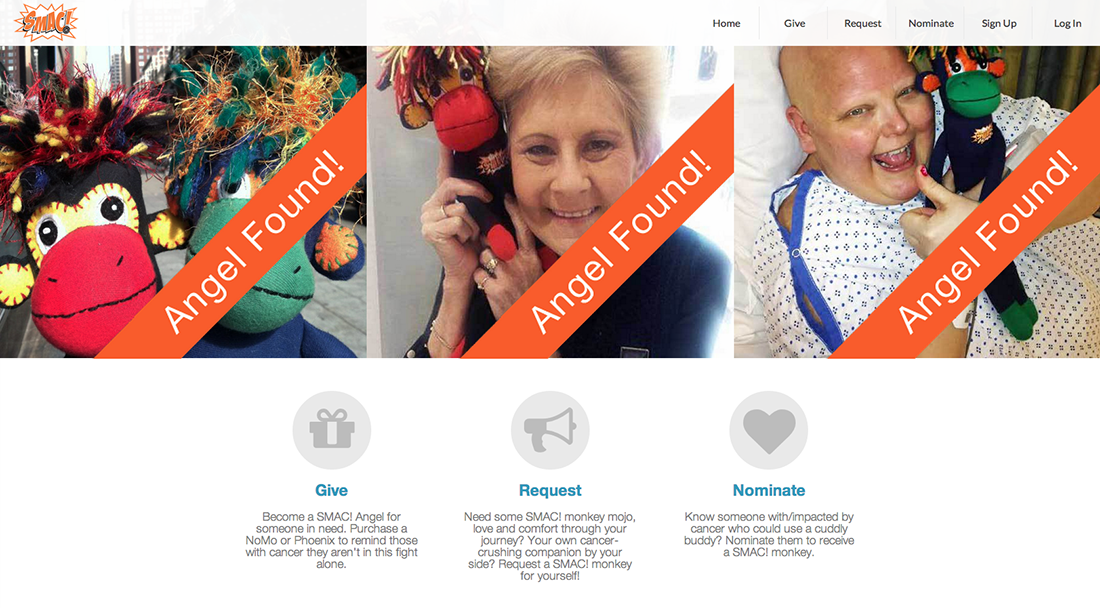 SMAC!
Home Give Request Nominate Sign Up Log In
Angel Found!
Angel Found!
Angel Found!
Give
Become a SMAC! Angel for
someone in need. Purchase a
NoMo or Phoenix to remind those
with cancer they aren't in this fight
alone.
Request
Need some SMAC! monkey mojo,
love and comfort through your
journey? Your own cancer-
crushing companion by your
side? Request a SMAC! monkey
for yourself!
Nominate
Know someone with/impacted by
cancer who could use a cuddly
buddy? Nominate them to receive
a SMAC! monkey.